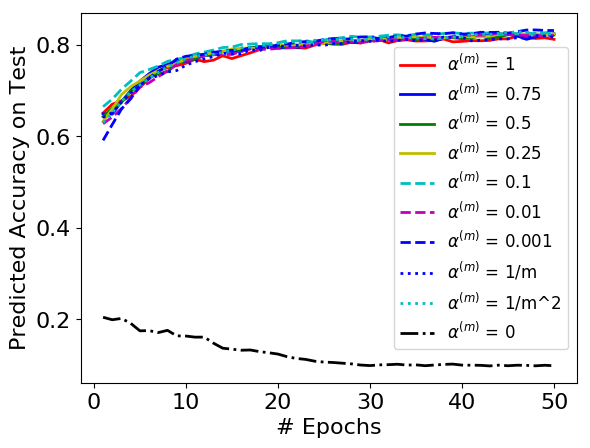 Predicted Accuracy on Test
0.8
0.6
0.4
0.2
0 10 20 30 40 50
# Epochs
α^(m) = 1
α^(m) = 0.75
α^(m) = 0.5
α^(m) = 0.25
α^(m) = 0.1
α^(m) = 0.01
α^(m) = 0.001
α^(m) = 1/m
α^(m) = 1/m^2
α^(m) = 0